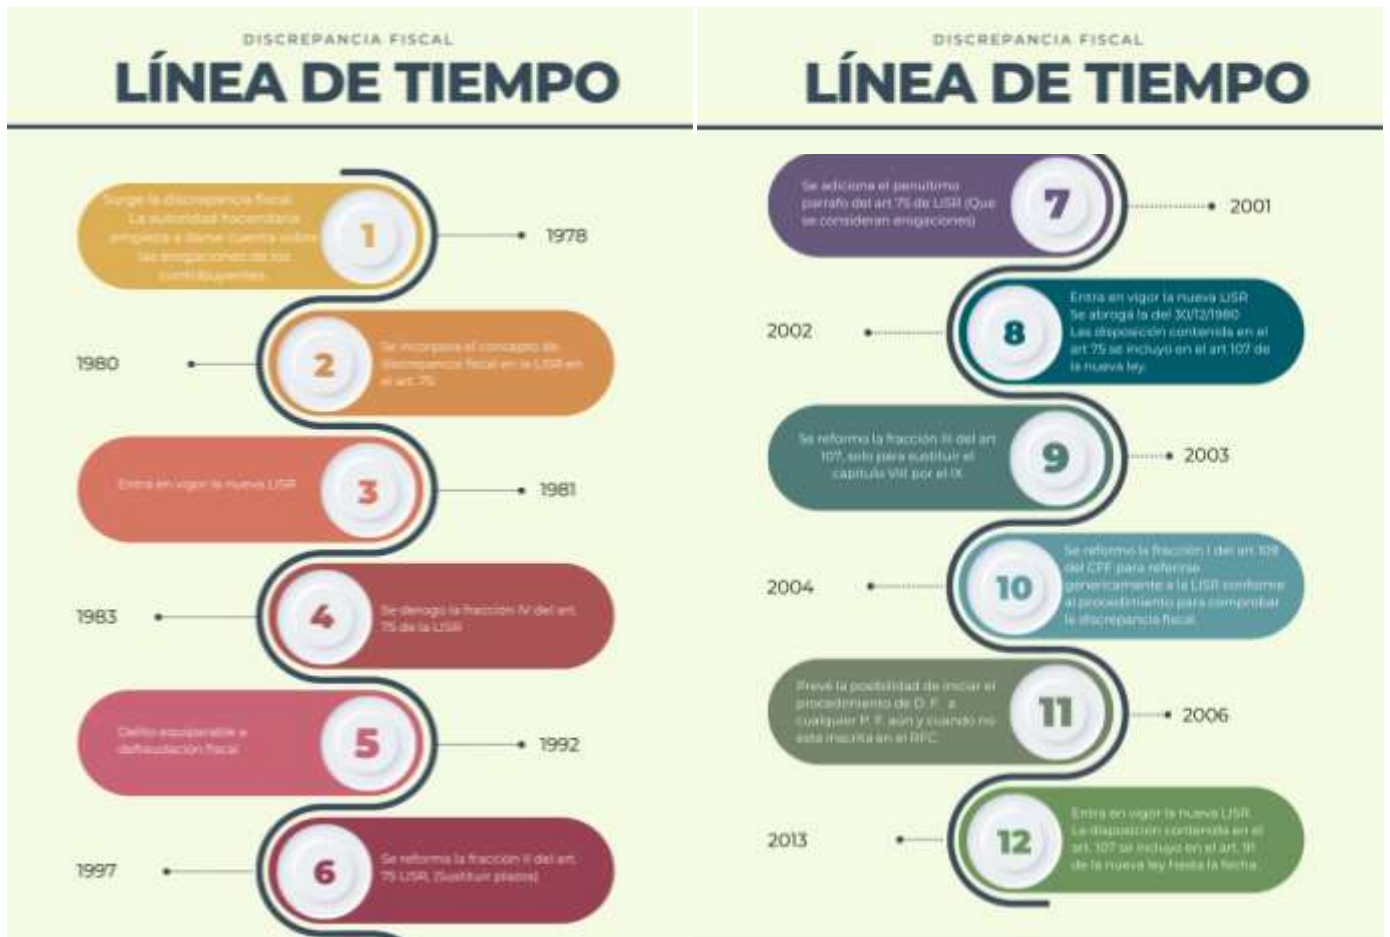 DISCREPANCIA FISCAL
LÍNEA DE TIEMPO
Surge la discrepancia fiscal.
La autoridad hacendaria
empieza a darse cuenta sobre
las erogaciones de los
contribuyentes.
1
1978
1980
2
Se incorpora el concepto de
discrepancia fiscal en la LISR en
el art. 75.
Entra en vigor la nueva LISR
3
1981
1983
4
Se derogo la fracción IV del art.
75 de la LISR
Delito equiparable a
defraudación fiscal
5
1992
1997
6
Se reforma la fracción II del art.
75 LISR. (Sustituir plazos)
DISCREPANCIA FISCAL
LÍNEA DE TIEMPO
Se adiciona el penultimo
parrafo del art 75 de LISR (Que
se consideran erogaciones)
7
2001
2002
8
Entra en vigor la nueva LISR
Se abroga la del 30/12/1980
Las disposición contenida en el
art 75 se incluyo en el art 107 de
la nueva ley.
Se reformo la fracción III del art
107, solo para sustituir el
capitulo VIII por el IX
9
2003
2004
10
Se reformo la fracción I del art 109
del CFF para referirse
genericamente a la LISR conforme
al procedimiento para comprobar
la discrepancia fiscal.
Prevé la posibilidad de iniciar el
procedimiento de D. F. a
cualquier P. F. aún y cuando no
este inscrita en el RFC.
11
2006
2013
12
Entra en vigor la nueva LISR.
La disposición contenida en el
art. 107 se incluyo en el art. 91
de la nueva ley hasta la fecha.